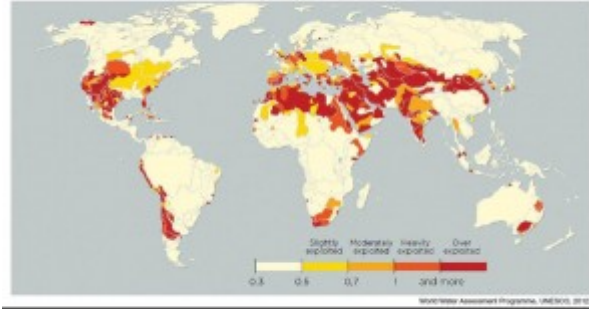 Slightly Moderately Heavily Over
exploited exploited exploited exploited
0.3 0.5 0,7 1 and more
World Water Assessment Programme, UNESCO, 2012